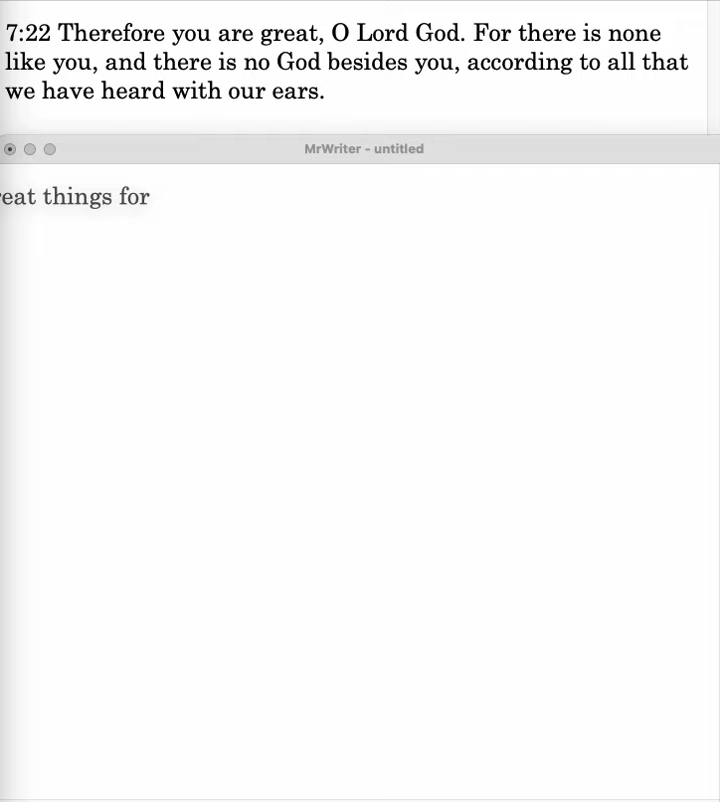 7:22 Therefore you are great, O Lord God. For there is none
like you, and there is no God besides you, according to all that
we have heard with our ears.
MrWriter - untitled
eat things for